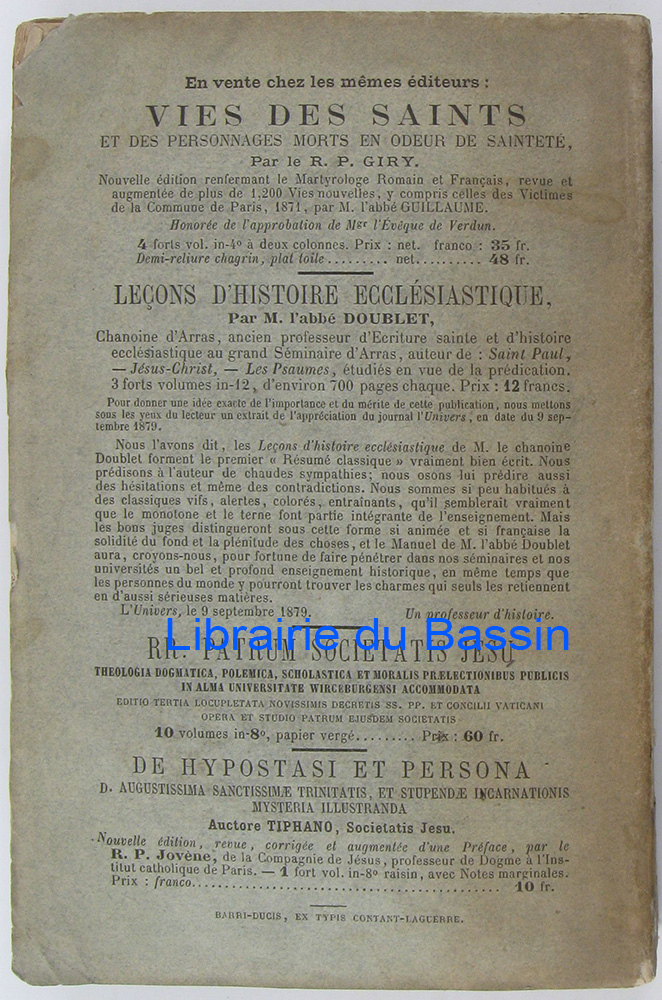 En vente chez les mêmes éditeurs :
VIES DES SAINTS
ET DES PERSONNAGES MORTS EN ODEUR DE SAINTETÉ,
Par le R. P. GIRY.
Nouvelle édition renfermant le Martyrologe Romain et Français, revue et
augmentée de plus de 1,200 Vies nouvelles, y compris celles des Victimes
de la Commune de Paris, 1871, par M. l'abbé GUILLAUME.
Honorée de l'approbation de Mgr l'Évêque de Verdun.
4 forts vol. in-4º à deux colonnes. Prix : net. franco : 35 fr.
Demi-reliure chagrin, plat toile ......... net.......... 48 fr.
LEÇONS D'HISTOIRE ECCLÉSIASTIQUE,
Par M. l'abbé DOUBLET,
Chanoine d'Arras, ancien professeur d'Ecriture sainte et d'histoire
ecclésiastique au grand Séminaire d'Arras, auteur de : Saint Paul,
— Jésus-Christ, — Les Psaumes, étudiés en vue de la prédication.
3 forts volumes in-12, d'environ 700 pages chaque. Prix : 12 francs.
Pour donner une idée exacte de l'importance et du mérite de cette publication, nous mettons
sous les yeux du lecteur un extrait de l'appréciation du journal l'Univers, en date du 9 sep-
tembre 1879.
Nous l'avons dit, les Leçons d'histoire ecclésiastique de M. le chanoine
Doublet forment le premier « Résumé classique » vraiment bien écrit. Nous
prédisons à l'auteur de chaudes sympathies; nous osons lui prédire aussi
des hésitations et même des contradictions. Nous sommes si peu habitués à
des classiques vifs, alertes, colorés, entraînants, qu'il semblerait vraiment
que le monotone et le terne font partie intégrante de l'enseignement. Mais
les bons juges distingueront sous cette forme si animée et si française la
solidité du fond et la plénitude des choses, et le Manuel de M. l'abbé Doublet
aura, croyons-nous, pour fortune de faire pénétrer dans nos séminaires et nos
universités un bel et profond enseignement historique, en même temps que
les personnes du monde y pourront trouver les charmes qui seuls les retiennent
en d'aussi sérieuses matières.
L'Univers, le 9 septembre 1879. Un professeur d'histoire.
Librairie du Bassin
RR. PATRUM SOCIETATIS JESU
THEOLOGIA DOGMATICA, POLEMICA, SCHOLASTICA ET MORALIS PRÆLECTIONIBUS PUBLICIS
IN ALMA UNIVERSITATE WIRCEBURGENSI ACCOMMODATA
EDITIO TERTIA LOCUPLETATA NOVISSIMIS DECRETIS SS. PP. ET CONCILII VATICANI
OPERA ET STUDIO PATRUM EJUSDEM SOCIETATIS
10 volumes in-8º, papier vergé......... Prix : 60 fr.
DE HYPOSTASI ET PERSONA
D. AUGUSTISSIMA SANCTISSIMÆ TRINITATIS, ET STUPENDÆ INCARNATIONIS
MYSTERIA ILLUSTRANDA
Auctore TIPHANO, Societatis Jesu.
Nouvelle édition, revue, corrigée et augmentée d'une Préface, par le
R. P. Jovène, de la Compagnie de Jésus, professeur de Dogme à l'Ins-
titut catholique de Paris. — 1 fort vol. in-8º raisin, avec Notes marginales.
Prix : franco............................................ 10 fr.
BARRI-DUCIS, EX TYPIS CONTANT-LAGUERRE.